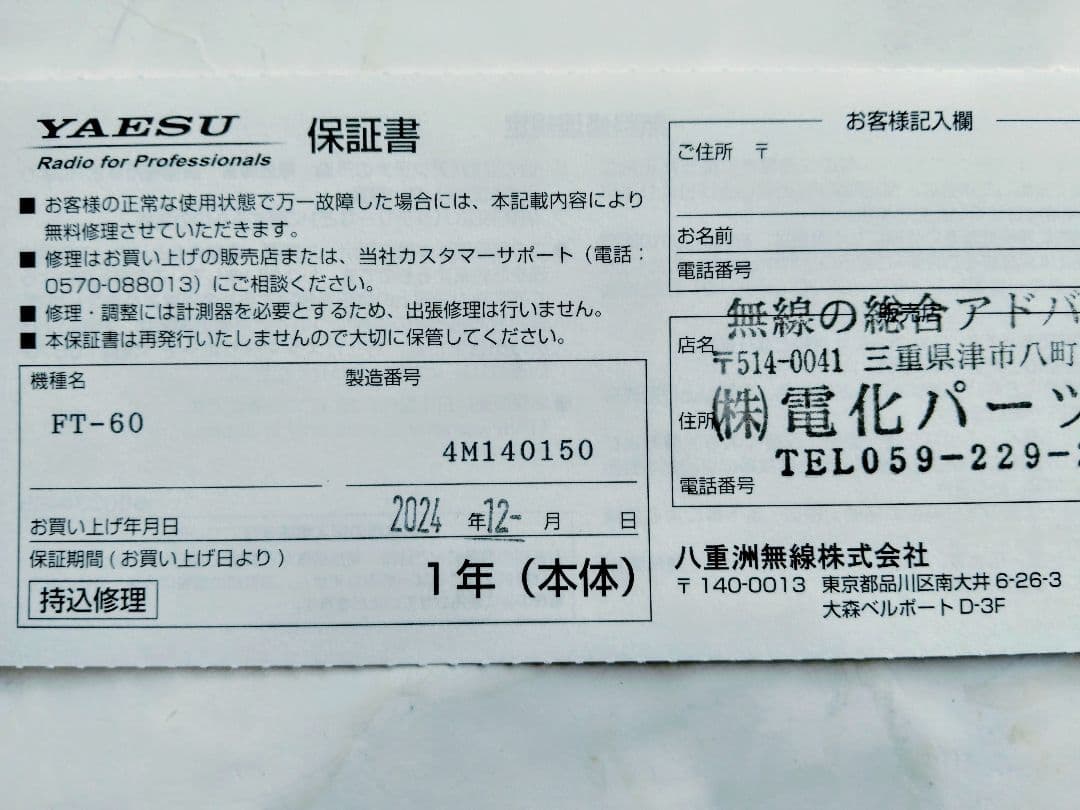 YAESU
Radio for Professionals
保証書
■ お客様の正常な使用状態で万一故障した場合には、本記載内容により
無料修理させていただきます。
■ 修理はお買い上げの販売店または、当社カスタマーサポート（電話：
0570-088013）にご相談ください。
■ 修理・調整には計測器を必要とするため、出張修理は行いません。
■ 本保証書は再発行いたしませんので大切に保管してください。
機種名
FT-60
製造番号
4M140150
お買い上げ年月日 2024 年 12- 月 日
保証期間(お買い上げ日より)
1年（本体）
持込修理
お客様記入欄
ご住所 〒
お名前
電話番号
販売店
無線の総合アドバ
店名
〒514-0041 三重県津市八町
住所
(株)電化パーツ
TEL059-229-
電話番号
八重洲無線株式会社
〒140-0013 東京都品川区南大井6-26-3
大森ベルポートD-3F